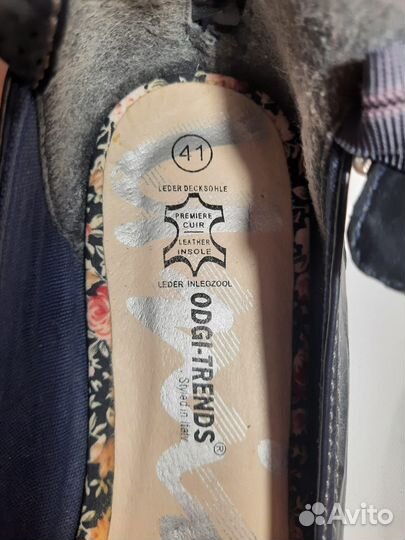 41
LEDER DECKSOHLE
PREMIERE
CUIR
LEATHER
INSOLE
LEDER INLEGZOOL
ODGI-TRENDS®
Styled in Italy
Avito